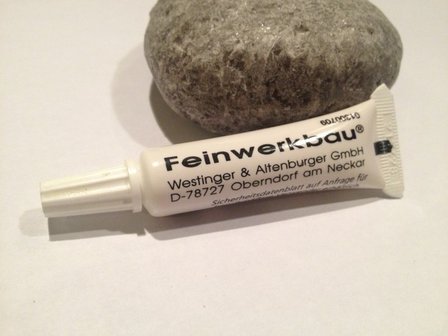 01300709
Feinwerkbau®
Westinger & Altenburger GmbH
D-78727 Oberndorf am Neckar
Sicherheitsdatenblatt auf Anfrage für